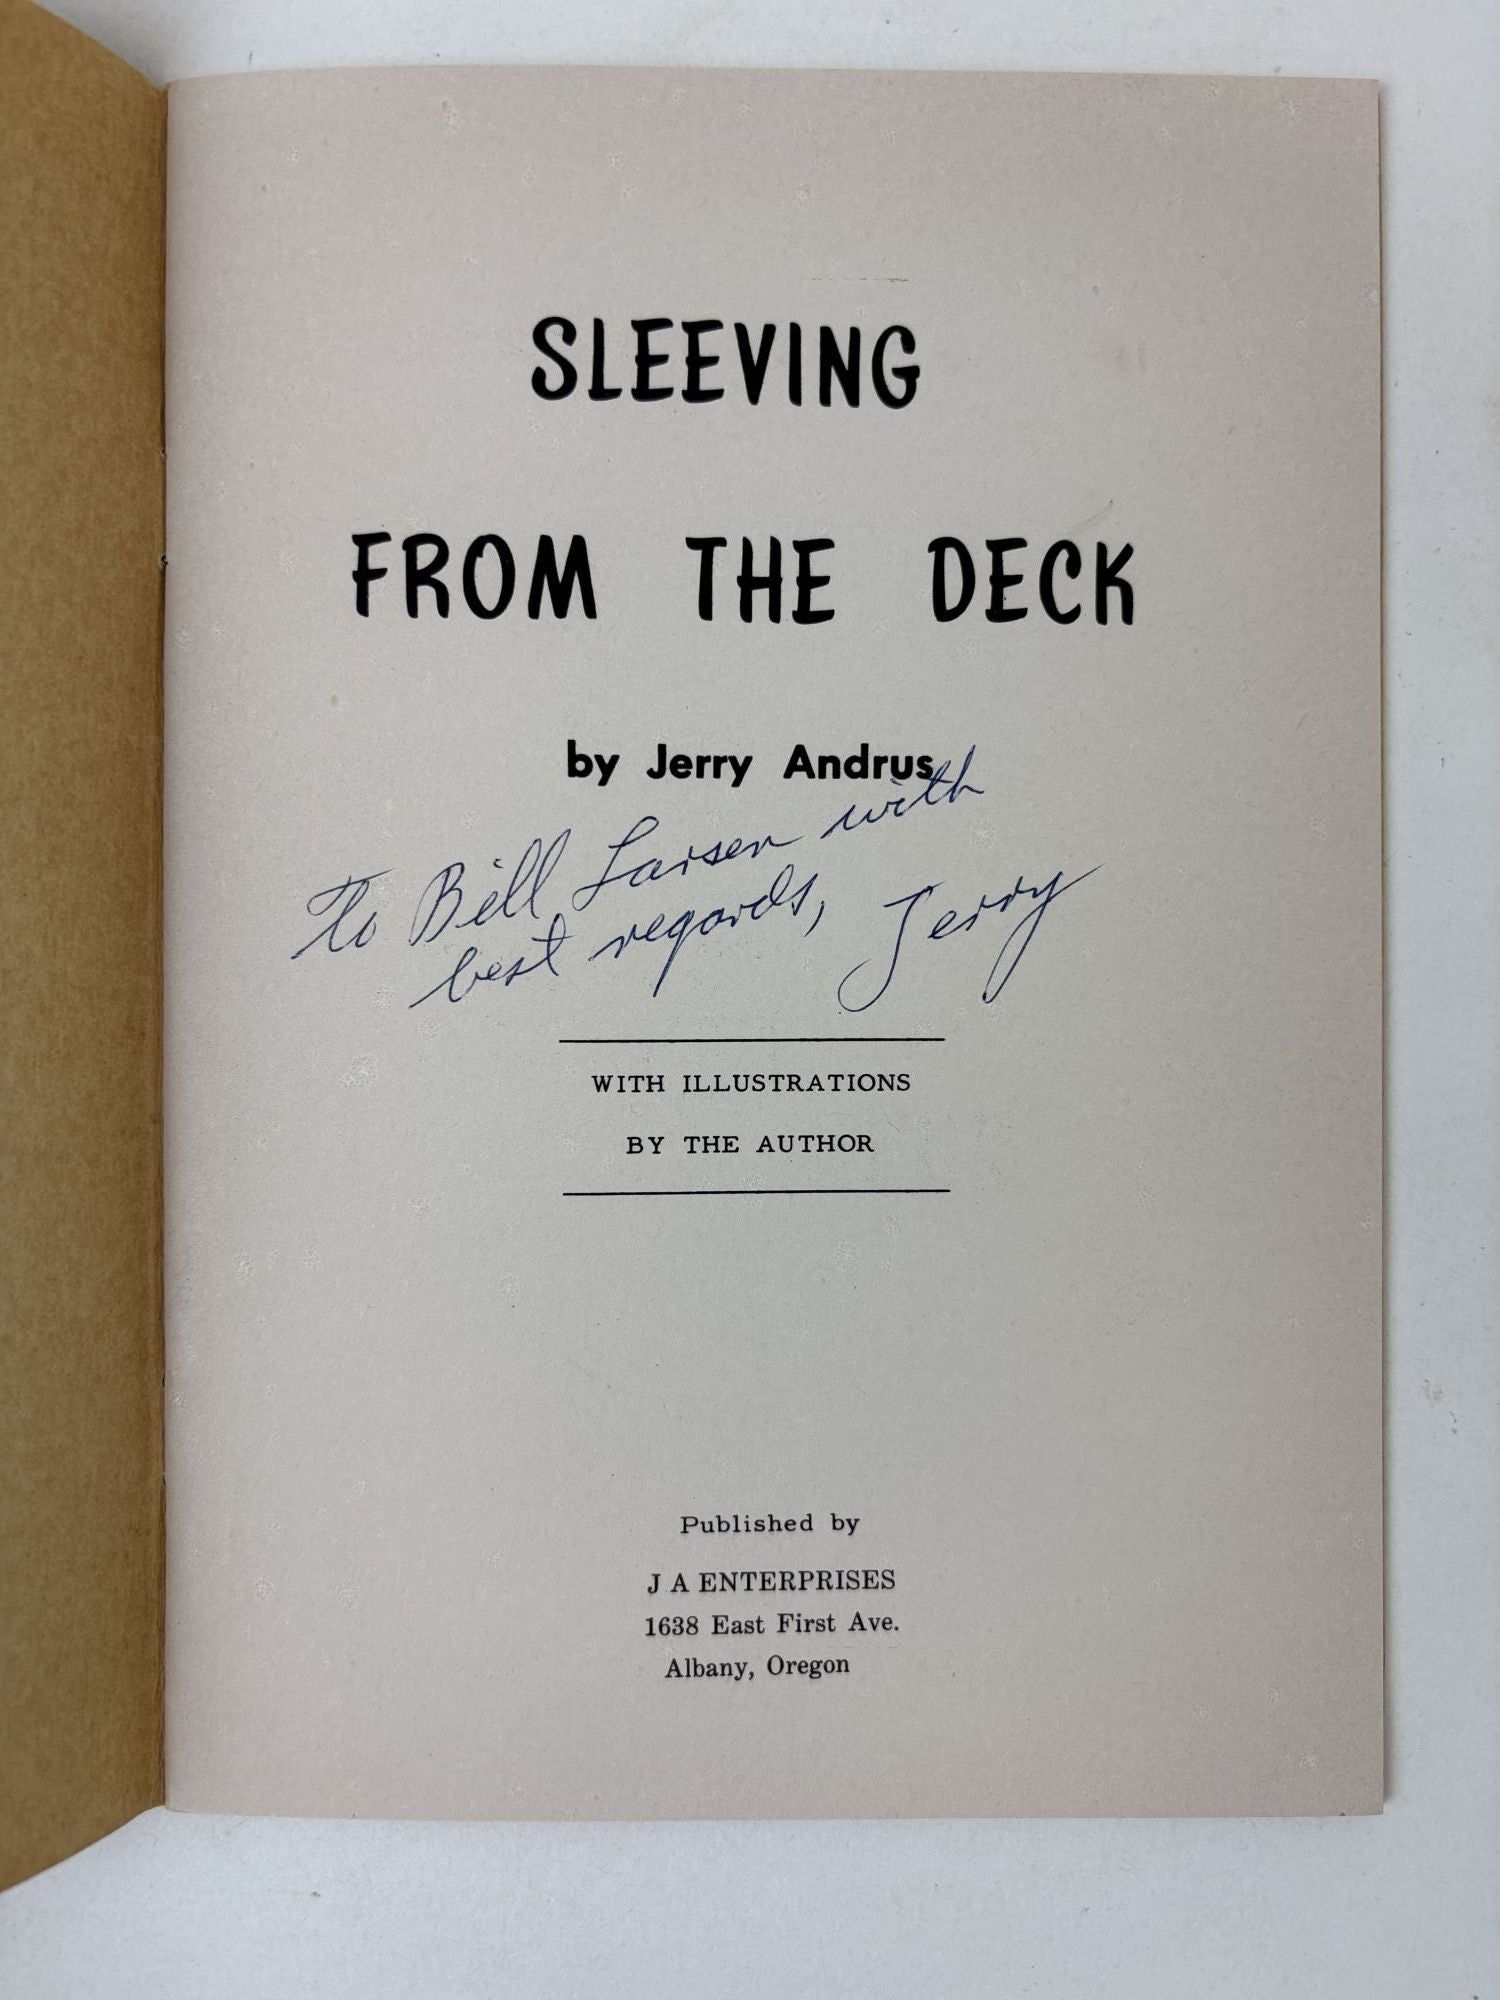 SLEEVING
FROM THE DECK
by Jerry Andrus
To Bill Larsen with
best regards, Jerry
WITH ILLUSTRATIONS
BY THE AUTHOR
Published by
J A ENTERPRISES
1638 East First Ave.
Albany, Oregon